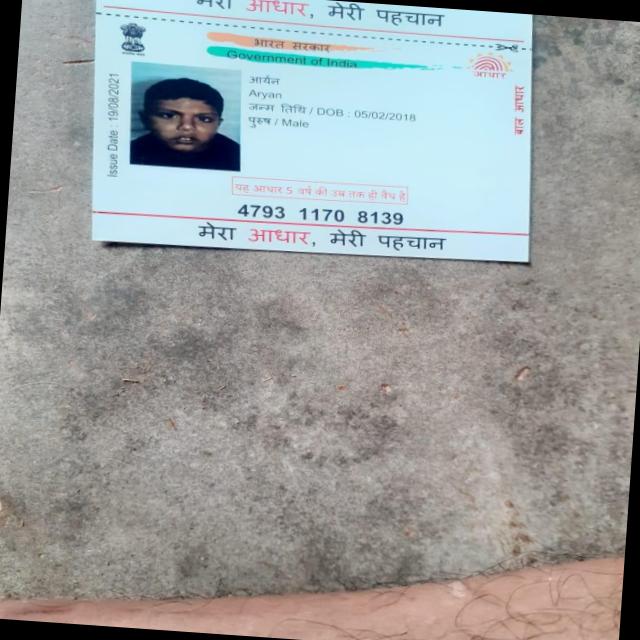 मेरा आधार, मेरी पहचान
भारत सरकार
Government of India
आधार
Issue Date : 19/08/2021
आर्यन
Aryan
जन्म तिथि / DOB : 05/02/2018
पुरुष / Male
बाल आधार
यह आधार 5 वर्ष की उम्र तक ही वैध है
4793 1170 8139
मेरा आधार, मेरी पहचान